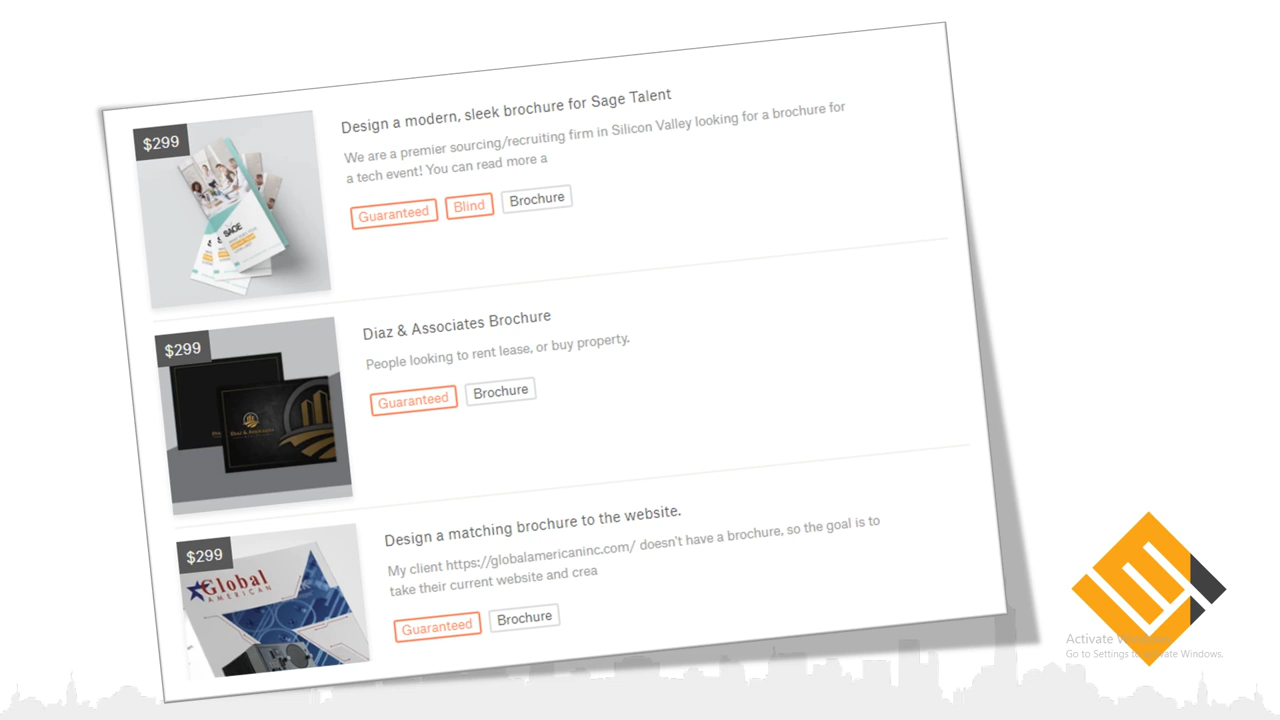 $299
Design a modern, sleek brochure for Sage Talent
We are a premier sourcing/recruiting firm in Silicon Valley looking for a brochure for
a tech event! You can read more a
Guaranteed Blind Brochure
SAGE
$299
Diaz & Associates Brochure
People looking to rent lease, or buy property.
Guaranteed Brochure
DIAZ & ASSOCIATES
$299
Design a matching brochure to the website.
My client https://globalamericaninc.com/ doesn't have a brochure, so the goal is to
take their current website and crea
Guaranteed Brochure
Global
AMERICAN
Activate Windows
Go to Settings to Activate Windows.